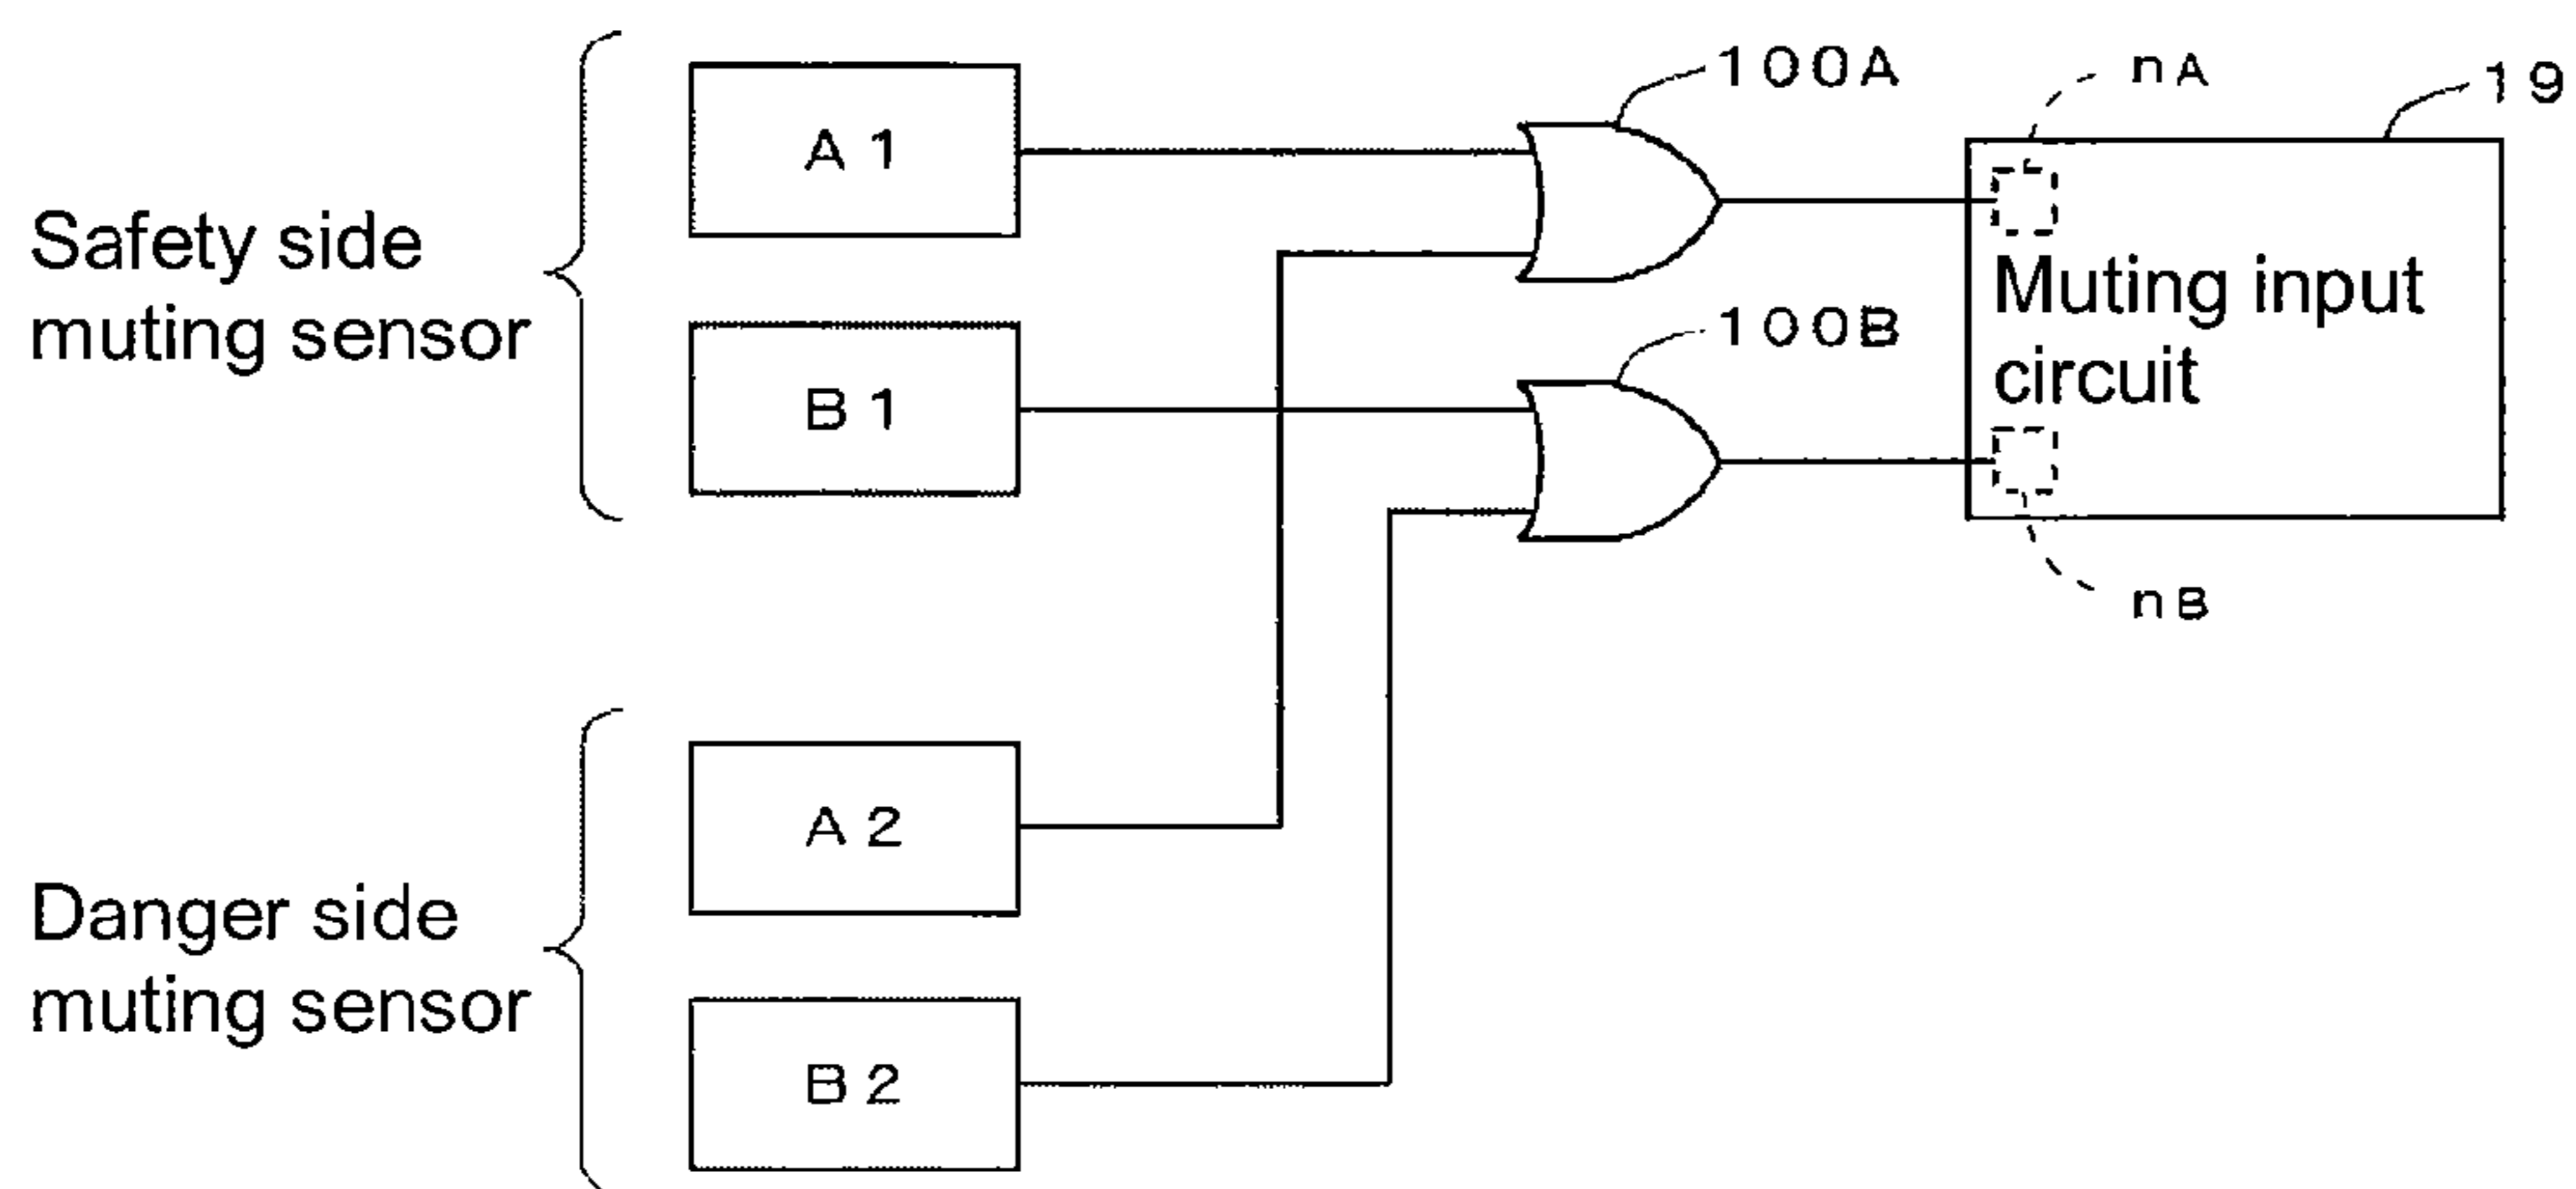 100A
nA
19
A1
Safety side
muting sensor
Muting input
circuit
100B
B1
nB
A2
Danger side
muting sensor
B2